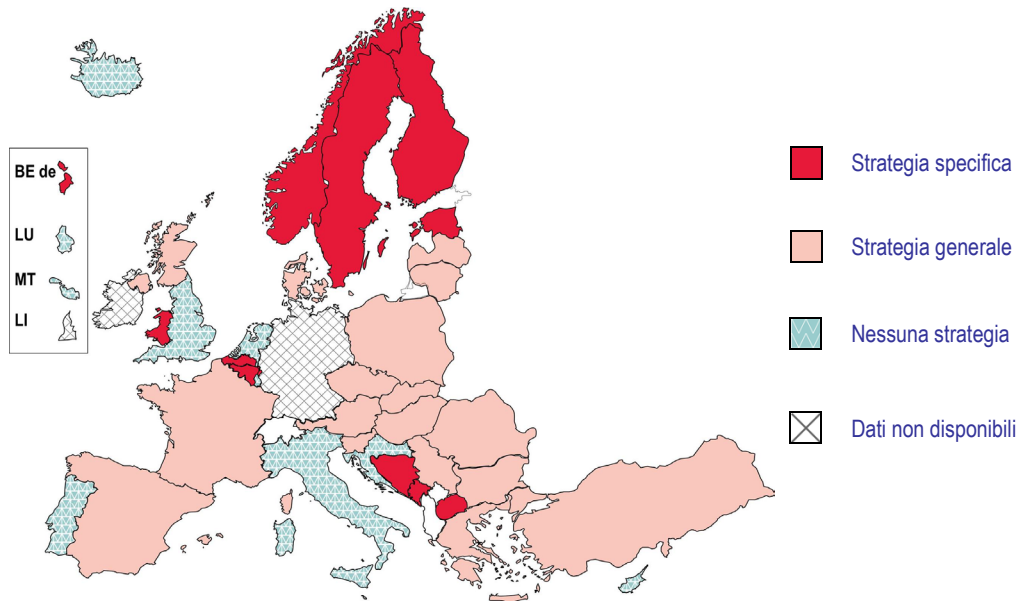 BE de
LU
MT
LI
Strategia specifica
Strategia generale
Nessuna strategia
Dati non disponibili